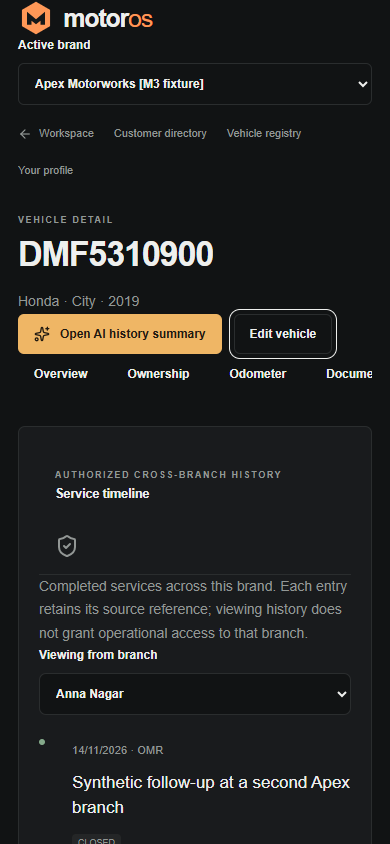 motoros
Active brand
Apex Motorworks [M3 fixture]
Workspace Customer directory Vehicle registry
Your profile
VEHICLE DETAIL
DMF5310900
Honda · City · 2019
Open AI history summary Edit vehicle
Overview Ownership Odometer Docume
AUTHORIZED CROSS-BRANCH HISTORY
Service timeline
Completed services across this brand. Each entry
retains its source reference; viewing history does
not grant operational access to that branch.
Viewing from branch
Anna Nagar
14/11/2026 · OMR
Synthetic follow-up at a second Apex
branch
CLOSED